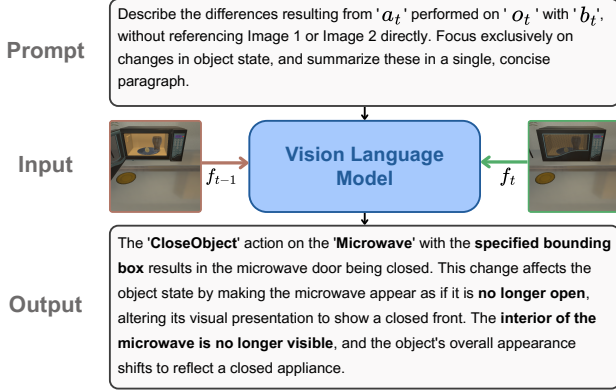 Prompt
Describe the differences resulting from ' a_t ' performed on ' o_t ' with ' b_t ',
without referencing Image 1 or Image 2 directly. Focus exclusively on
changes in object state, and summarize these in a single, concise
paragraph.
Input
f_{t-1}
Vision Language
Model
f_t
Output
The 'CloseObject' action on the 'Microwave' with the specified bounding
box results in the microwave door being closed. This change affects the
object state by making the microwave appear as if it is no longer open,
altering its visual presentation to show a closed front. The interior of the
microwave is no longer visible, and the object's overall appearance
shifts to reflect a closed appliance.